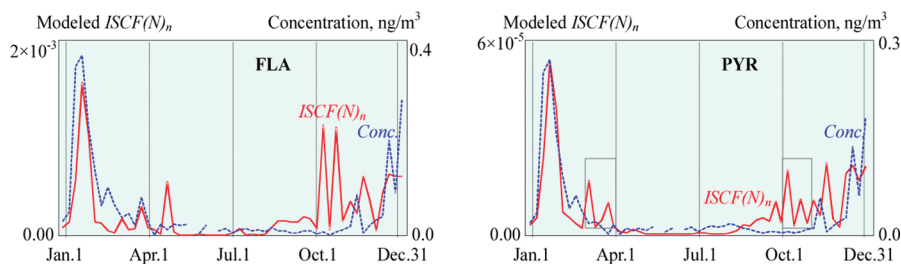 Modeled ISCF(N)n Concentration, ng/m³
2×10⁻³ 0.4
FLA
ISCF(N)n
Conc.
0.00 0.0
Jan.1 Apr.1 Jul.1 Oct.1 Dec.31
Modeled ISCF(N)n Concentration, ng/m³
6×10⁻⁵ 0.3
PYR
Conc.
ISCF(N)n
0.00 0.0
Jan.1 Apr.1 Jul.1 Oct.1 Dec.31